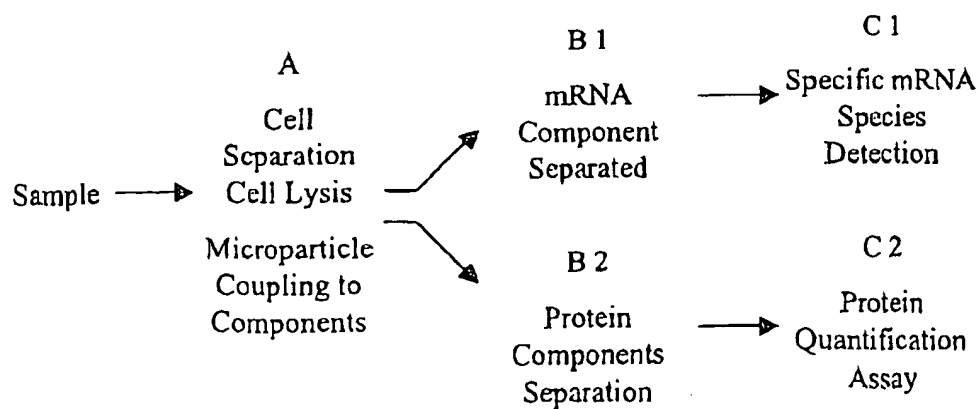 Sample
A
Cell
Separation
Cell Lysis
Microparticle
Coupling to
Components
B 1
mRNA
Component
Separated
C 1
Specific mRNA
Species
Detection
B 2
Protein
Components
Separation
C 2
Protein
Quantification
Assay